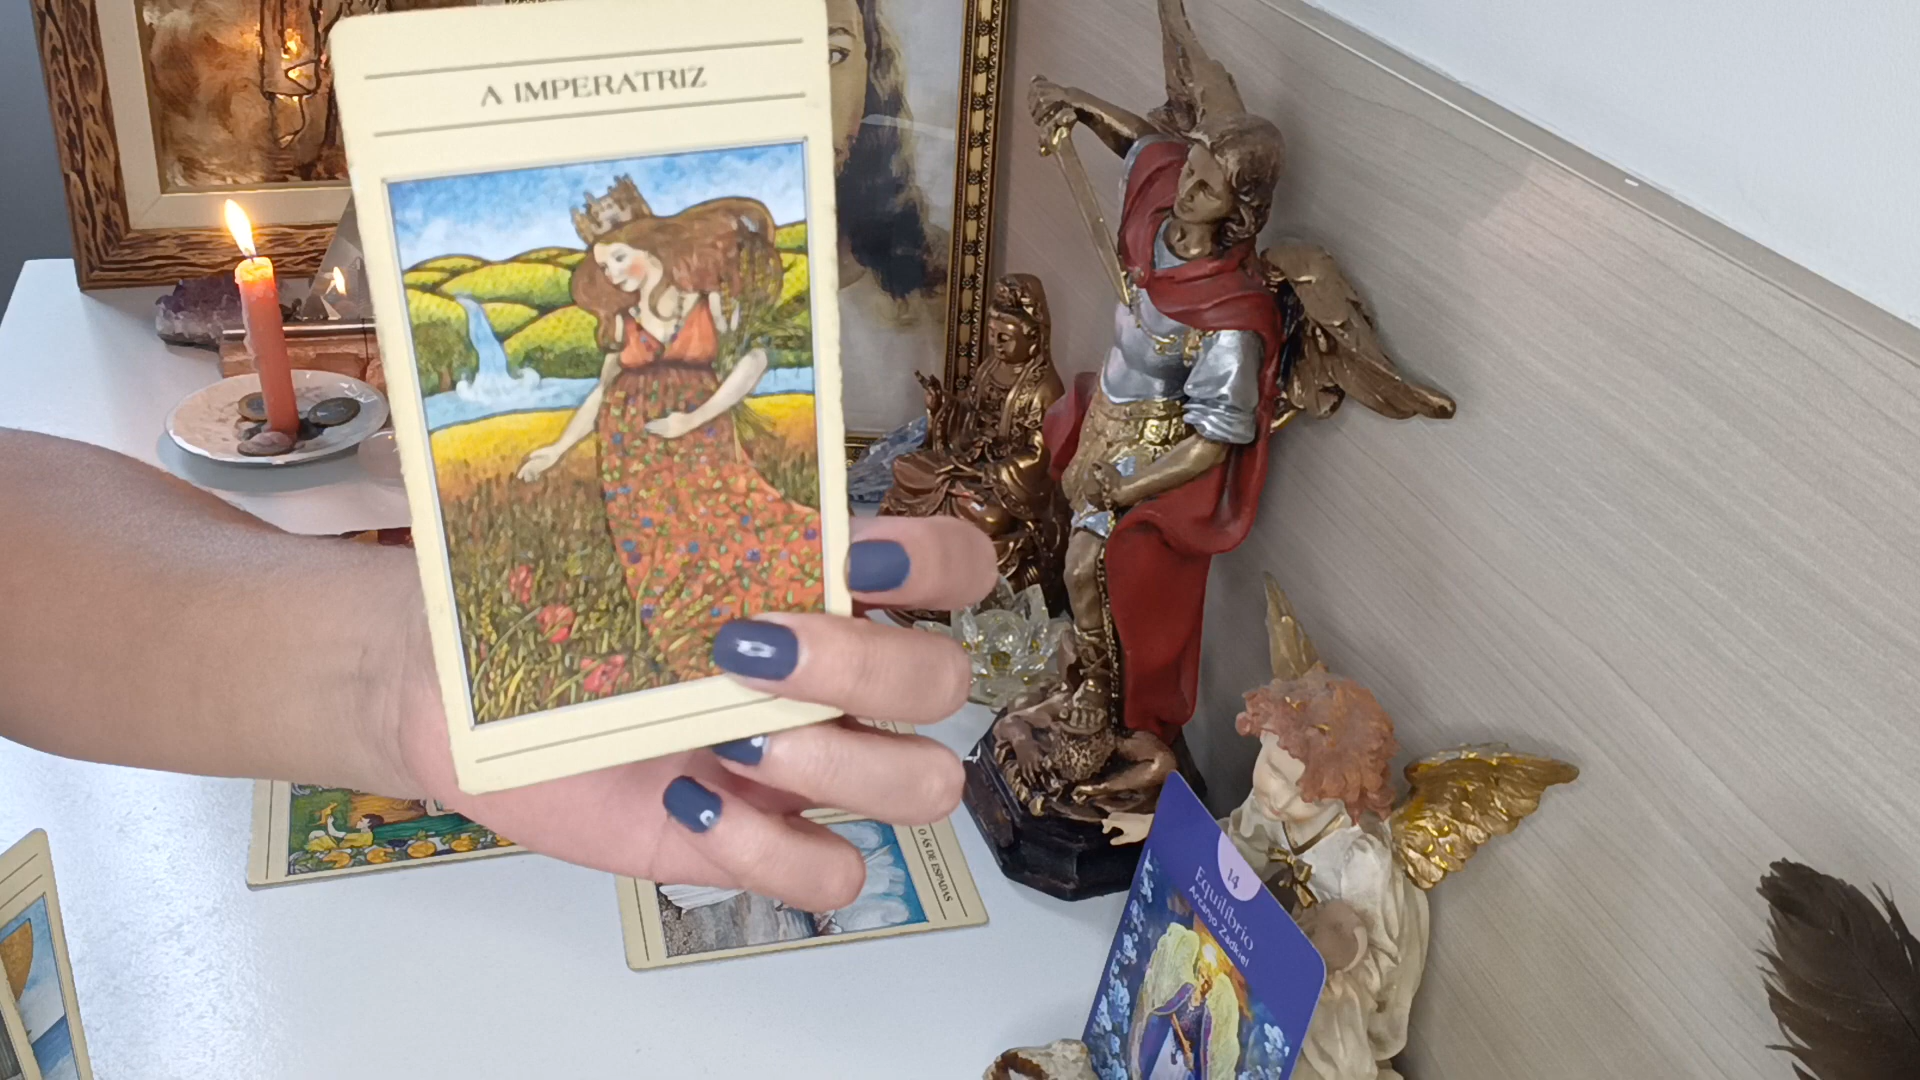 A IMPERATRIZ
O ÁS DE ESPADAS
14
Equilíbrio
Arcanjo Zadkiel